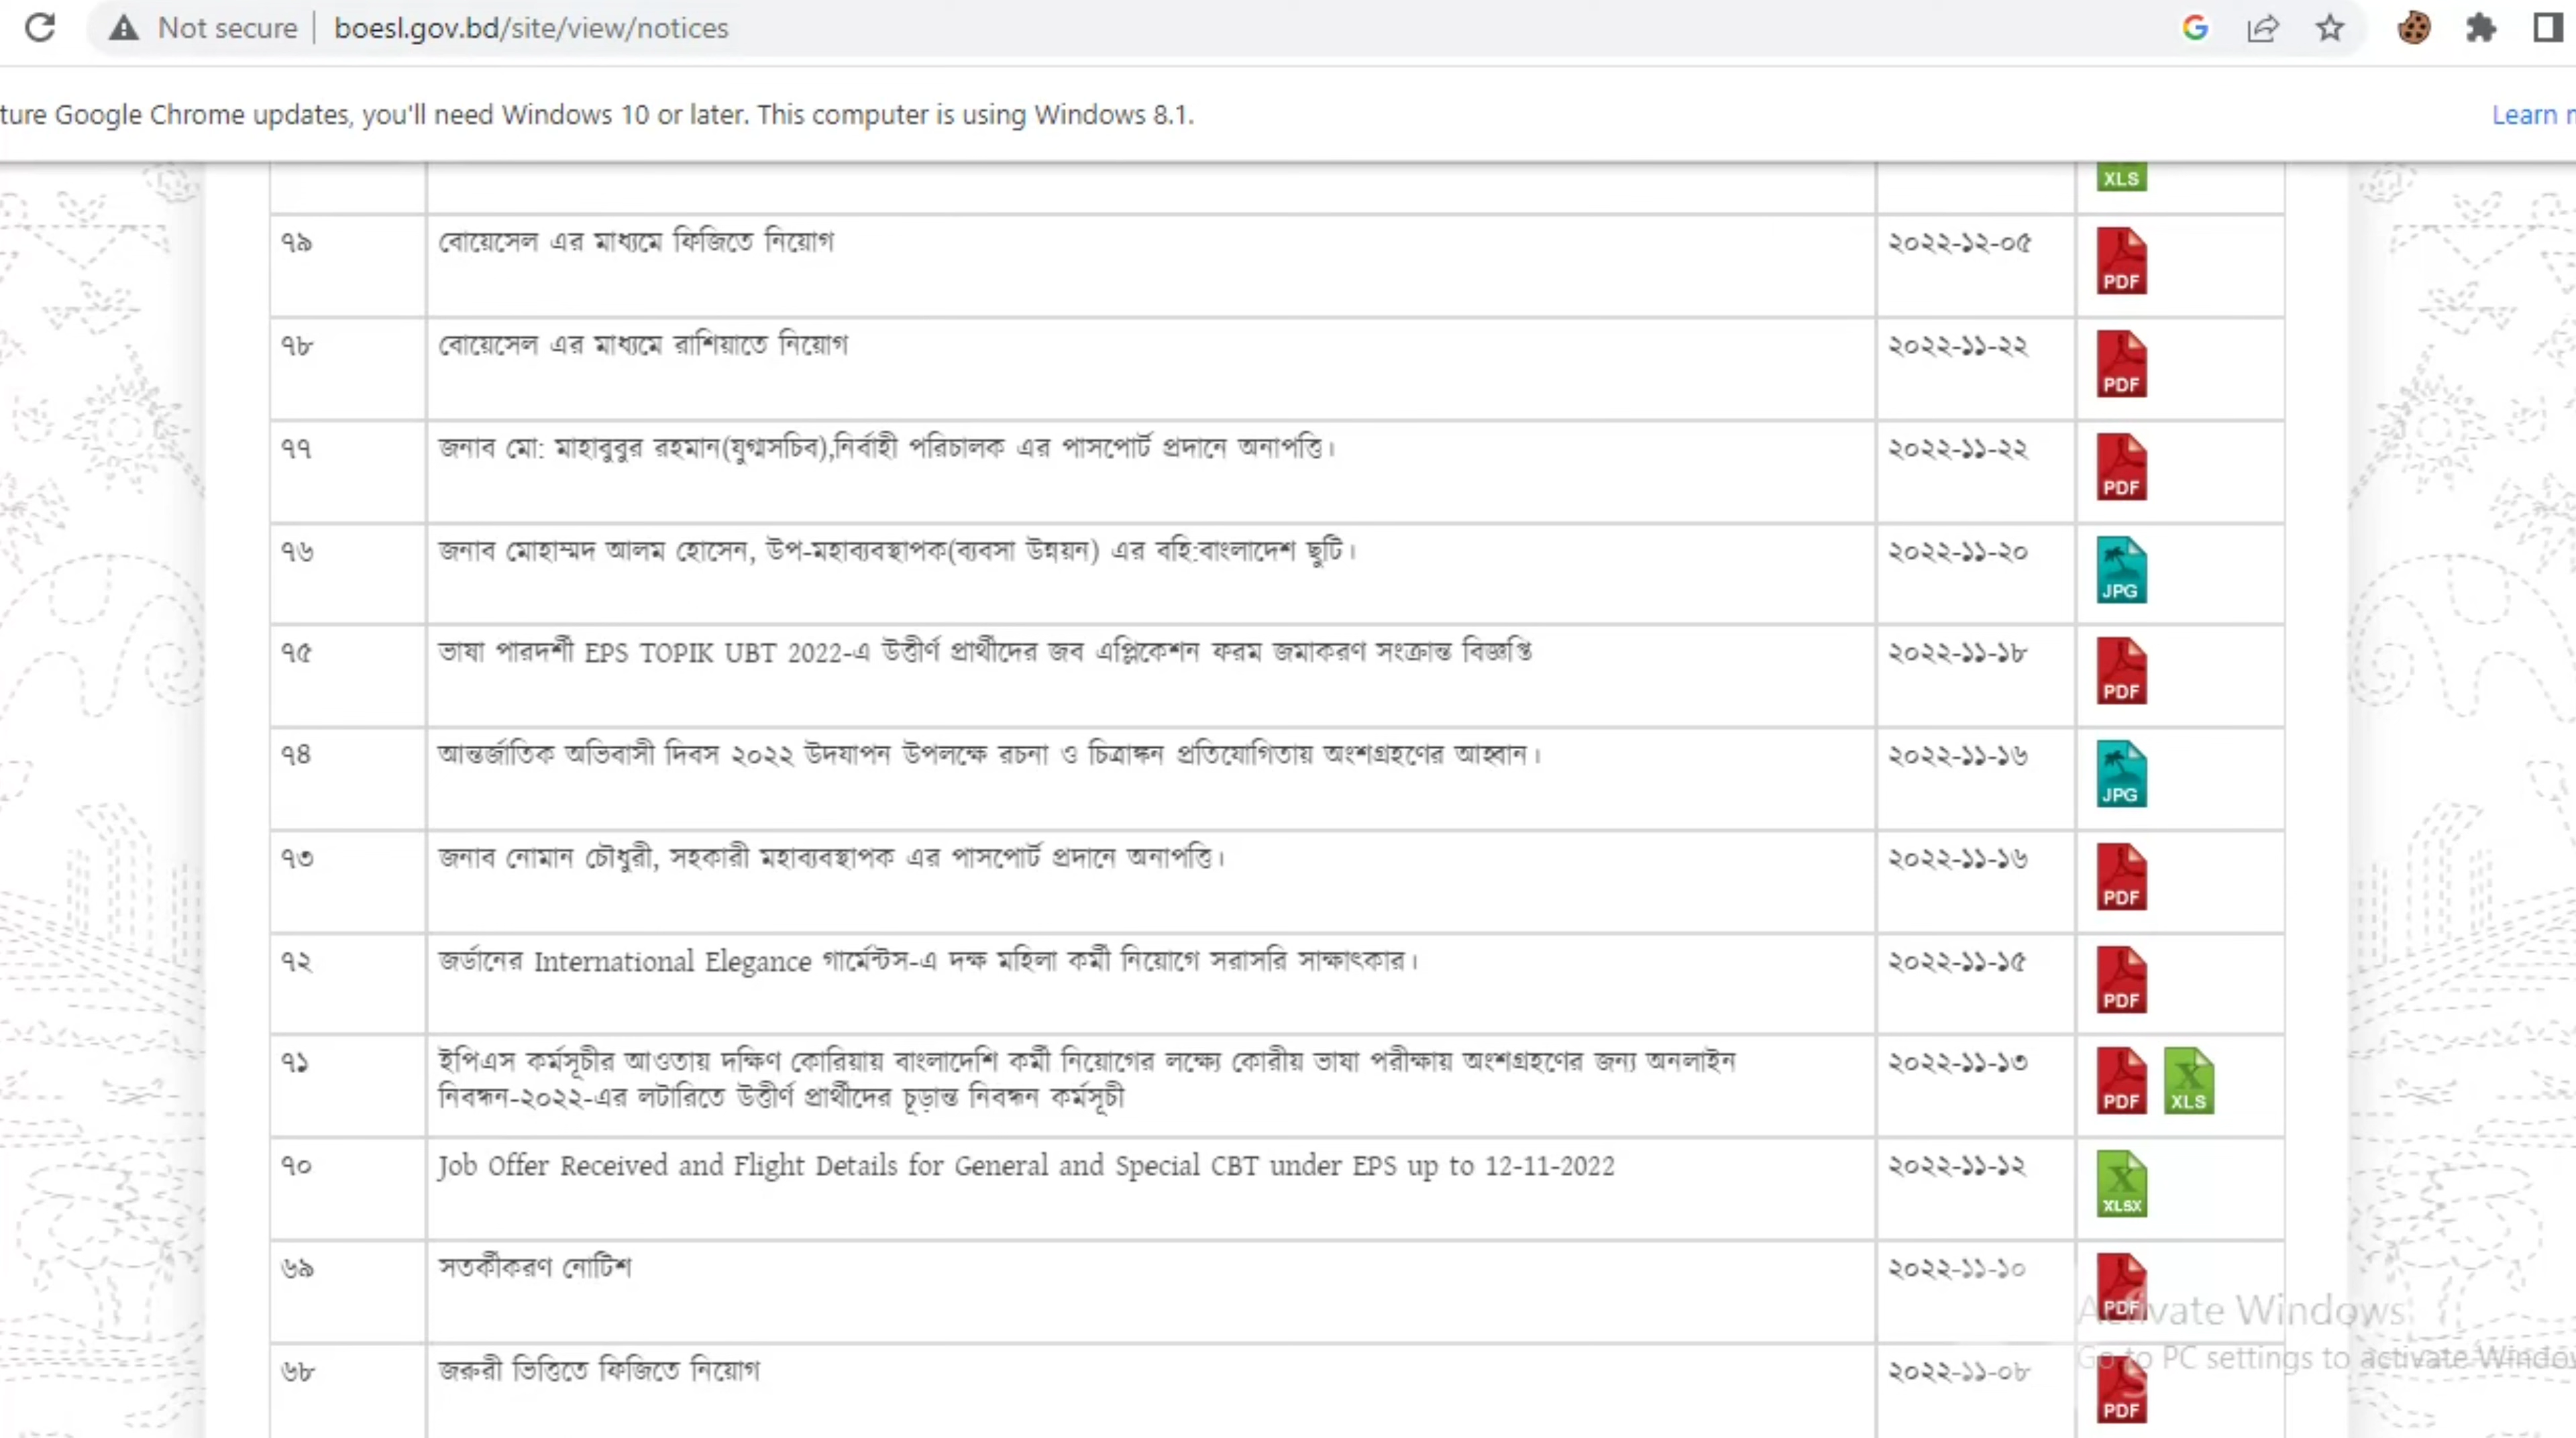 Not secure | boesl.gov.bd/site/view/notices
ture Google Chrome updates, you'll need Windows 10 or later. This computer is using Windows 8.1. Learn
XLS
৭৯ বোয়েসেল এর মাধ্যমে ফিজিতে নিয়োগ ২০২২-১২-০৫ PDF
৭৮ বোয়েসেল এর মাধ্যমে রাশিয়াতে নিয়োগ ২০২২-১১-২২ PDF
৭৭ জনাব মো: মাহাবুবুর রহমান(যুগ্মসচিব),নির্বাহী পরিচালক এর পাসপোর্ট প্রদানে অনাপত্তি। ২০২২-১১-২২ PDF
৭৬ জনাব মোহাম্মদ আলম হোসেন, উপ-মহাব্যবস্থাপক(ব্যবসা উন্নয়ন) এর বহি:বাংলাদেশ ছুটি। ২০২২-১১-২০ JPG
৭৫ ভাষা পারদর্শী EPS TOPIK UBT 2022-এ উত্তীর্ণ প্রার্থীদের জব এপ্লিকেশন ফরম জমাকরণ সংক্রান্ত বিজ্ঞপ্তি ২০২২-১১-১৮ PDF
৭৪ আন্তর্জাতিক অভিবাসী দিবস ২০২২ উদযাপন উপলক্ষে রচনা ও চিত্রাঙ্কন প্রতিযোগিতায় অংশগ্রহণের আহ্বান। ২০২২-১১-১৬ JPG
৭৩ জনাব নোমান চৌধুরী, সহকারী মহাব্যবস্থাপক এর পাসপোর্ট প্রদানে অনাপত্তি। ২০২২-১১-১৬ PDF
৭২ জর্ডানের International Elegance গার্মেন্টস-এ দক্ষ মহিলা কর্মী নিয়োগে সরাসরি সাক্ষাৎকার। ২০২২-১১-১৫ PDF
৭১ ইপিএস কর্মসূচীর আওতায় দক্ষিণ কোরিয়ায় বাংলাদেশি কর্মী নিয়োগের লক্ষ্যে কোরীয় ভাষা পরীক্ষায় অংশগ্রহণের জন্য অনলাইন ২০২২-১১-১৩ PDF XLS
নিবন্ধন-২০২২-এর লটারিতে উত্তীর্ণ প্রার্থীদের চূড়ান্ত নিবন্ধন কর্মসূচী
৭০ Job Offer Received and Flight Details for General and Special CBT under EPS up to 12-11-2022 ২০২২-১১-১২ XLSX
৬৯ সতর্কীকরণ নোটিশ ২০২২-১১-১০ PDF
Activate Windows
Go to PC settings to activate Windows
৬৮ জরুরী ভিত্তিতে ফিজিতে নিয়োগ ২০২২-১১-০৮ PDF